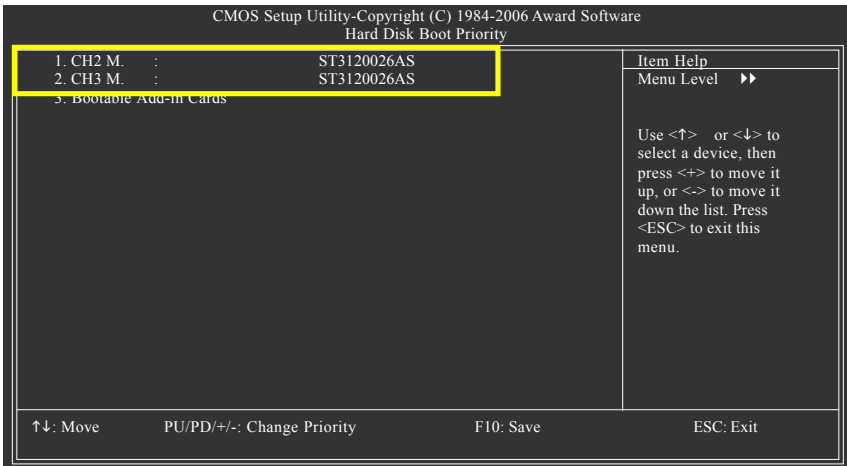 CMOS Setup Utility-Copyright (C) 1984-2006 Award Software
Hard Disk Boot Priority
1. CH2 M. : ST3120026AS
2. CH3 M. : ST3120026AS
3. Bootable Add-in Cards
Item Help
Menu Level ▸▸
Use <↑> or <↓> to
select a device, then
press <+> to move it
up, or <-> to move it
down the list. Press
<ESC> to exit this
menu.
↑↓: Move PU/PD/+/-: Change Priority F10: Save ESC: Exit